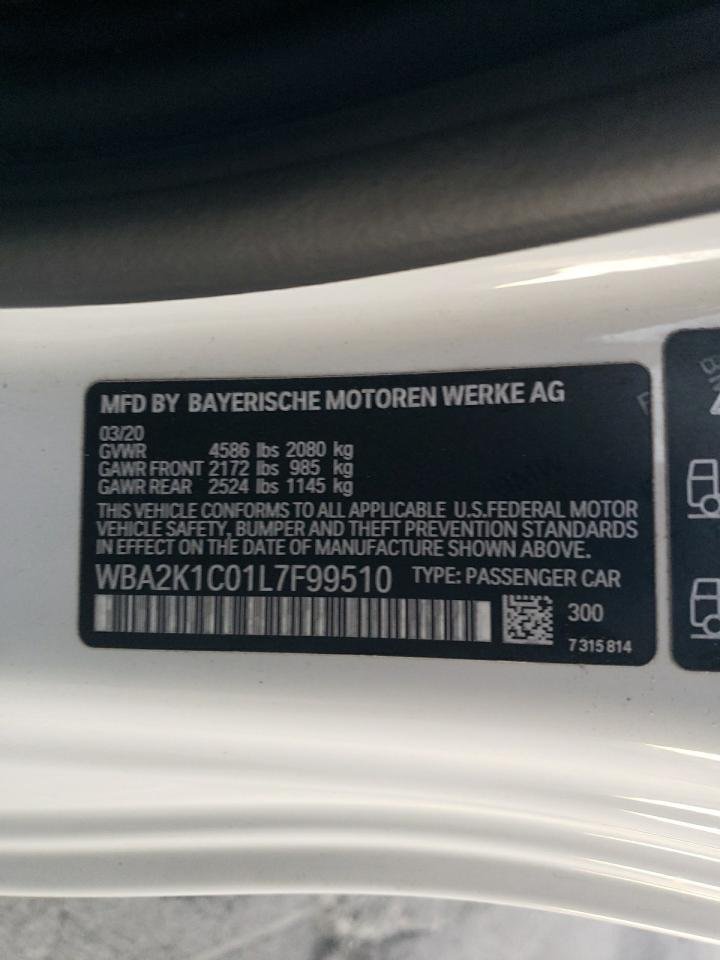 MFD BY BAYERISCHE MOTOREN WERKE AG
03/20
GVWR 4586 lbs 2080 kg
GAWR FRONT 2172 lbs 985 kg
GAWR REAR 2524 lbs 1145 kg
THIS VEHICLE CONFORMS TO ALL APPLICABLE U.S.FEDERAL MOTOR
VEHICLE SAFETY, BUMPER AND THEFT PREVENTION STANDARDS
IN EFFECT ON THE DATE OF MANUFACTURE SHOWN ABOVE.
WBA2K1C01L7F99510 TYPE: PASSENGER CAR
300
7315814